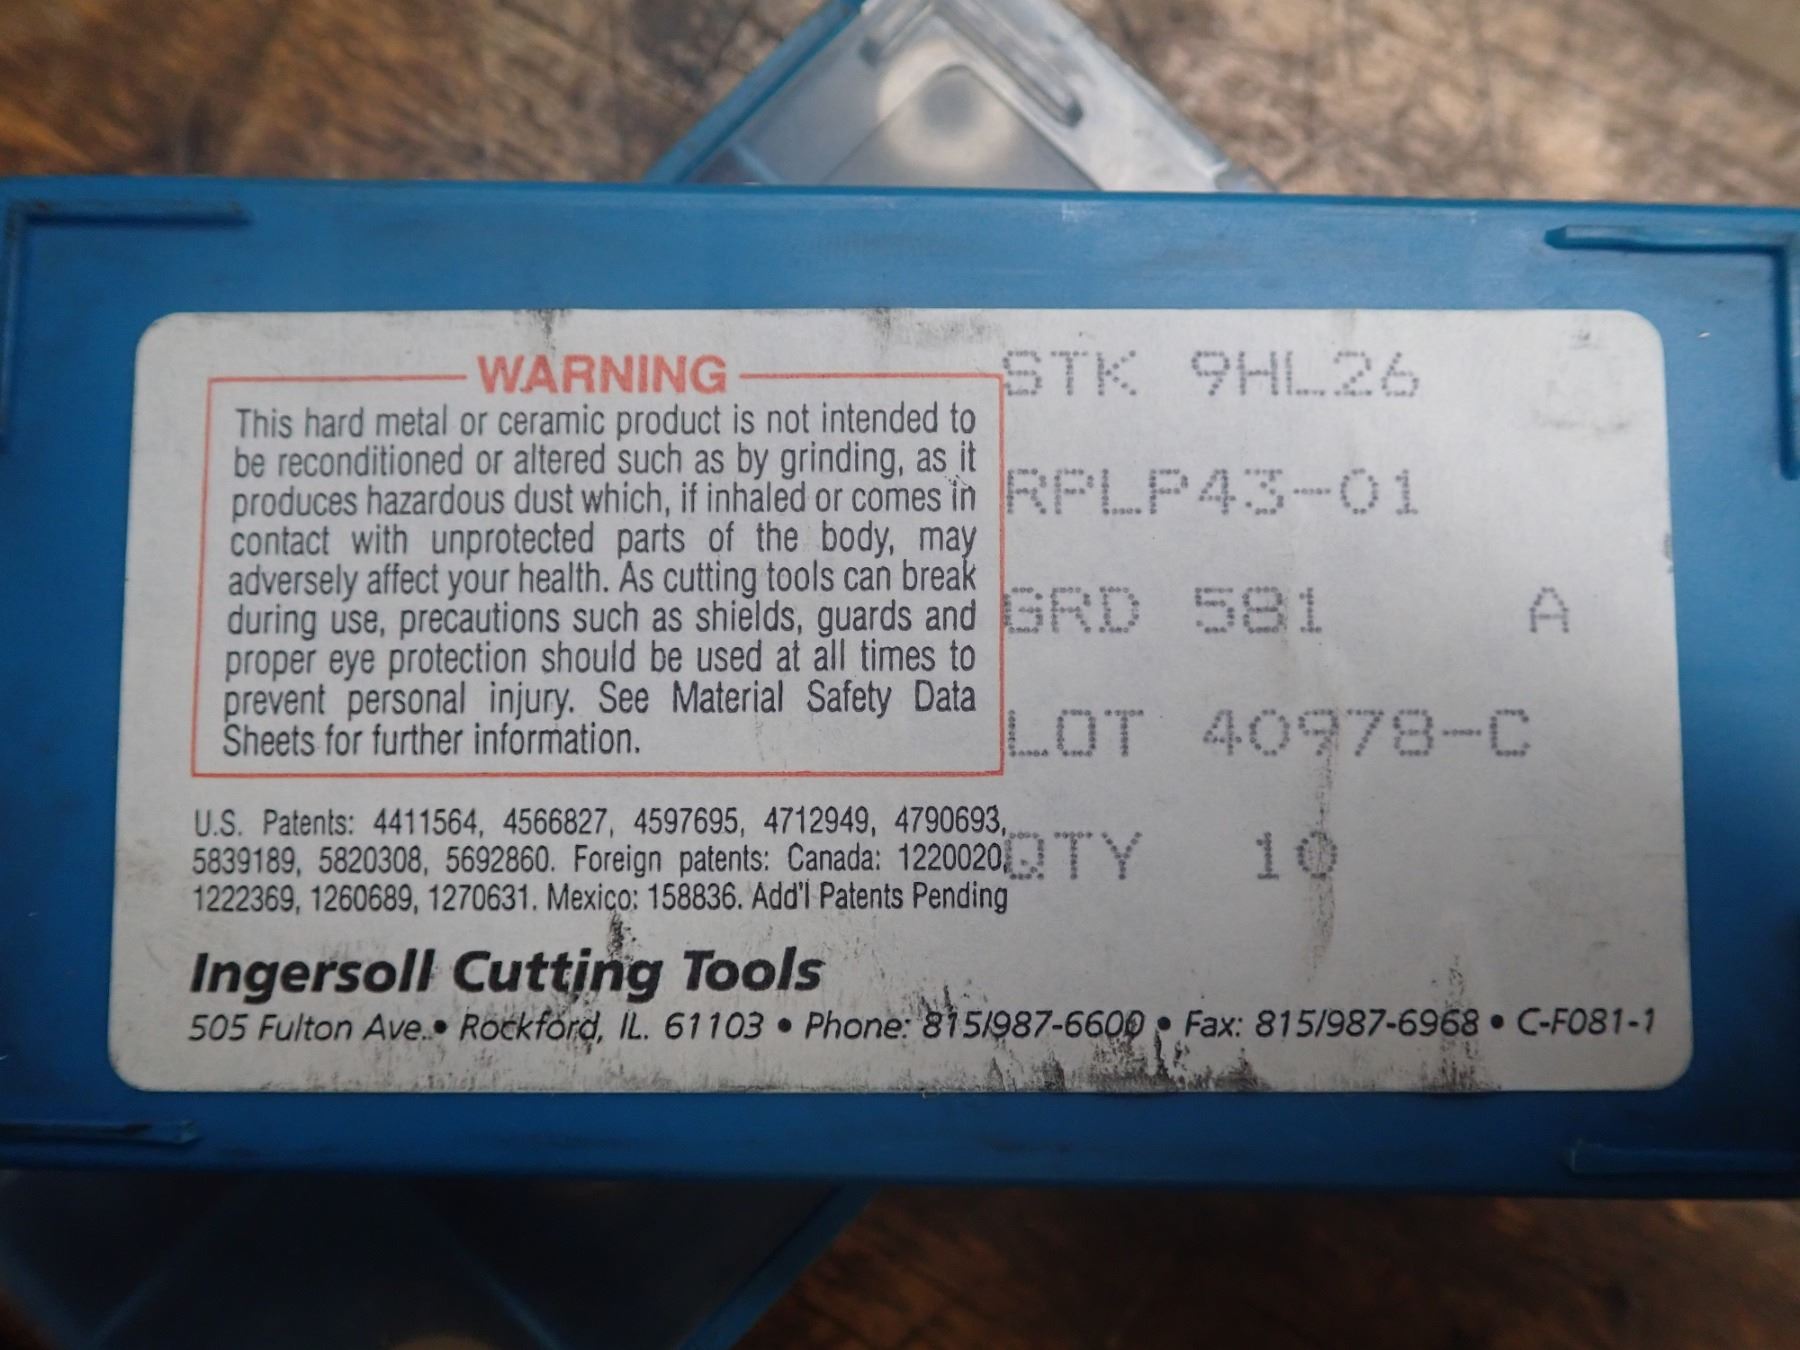 WARNING
This hard metal or ceramic product is not intended to
be reconditioned or altered such as by grinding, as it
produces hazardous dust which, if inhaled or comes in
contact with unprotected parts of the body, may
adversely affect your health. As cutting tools can break
during use, precautions such as shields, guards and
proper eye protection should be used at all times to
prevent personal injury. See Material Safety Data
Sheets for further information.
STK 9HL26
RPLP43-01
GRD 581 A
LOT 40978-C
QTY 10
U.S. Patents: 4411564, 4566827, 4597695, 4712949, 4790693,
5839189, 5820308, 5692860. Foreign patents: Canada: 1220020,
1222369, 1260689, 1270631. Mexico: 158836. Add'l Patents Pending
Ingersoll Cutting Tools
505 Fulton Ave. • Rockford, IL. 61103 • Phone: 815/987-6600 • Fax: 815/987-6968 • C-F081-1